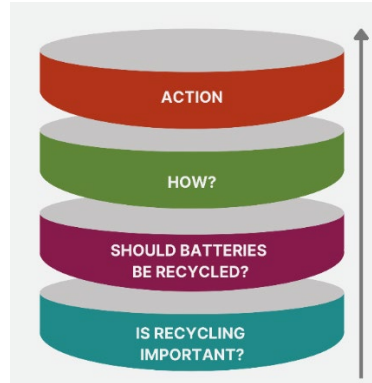 ACTION
HOW?
SHOULD BATTERIES
BE RECYCLED?
IS RECYCLING
IMPORTANT?